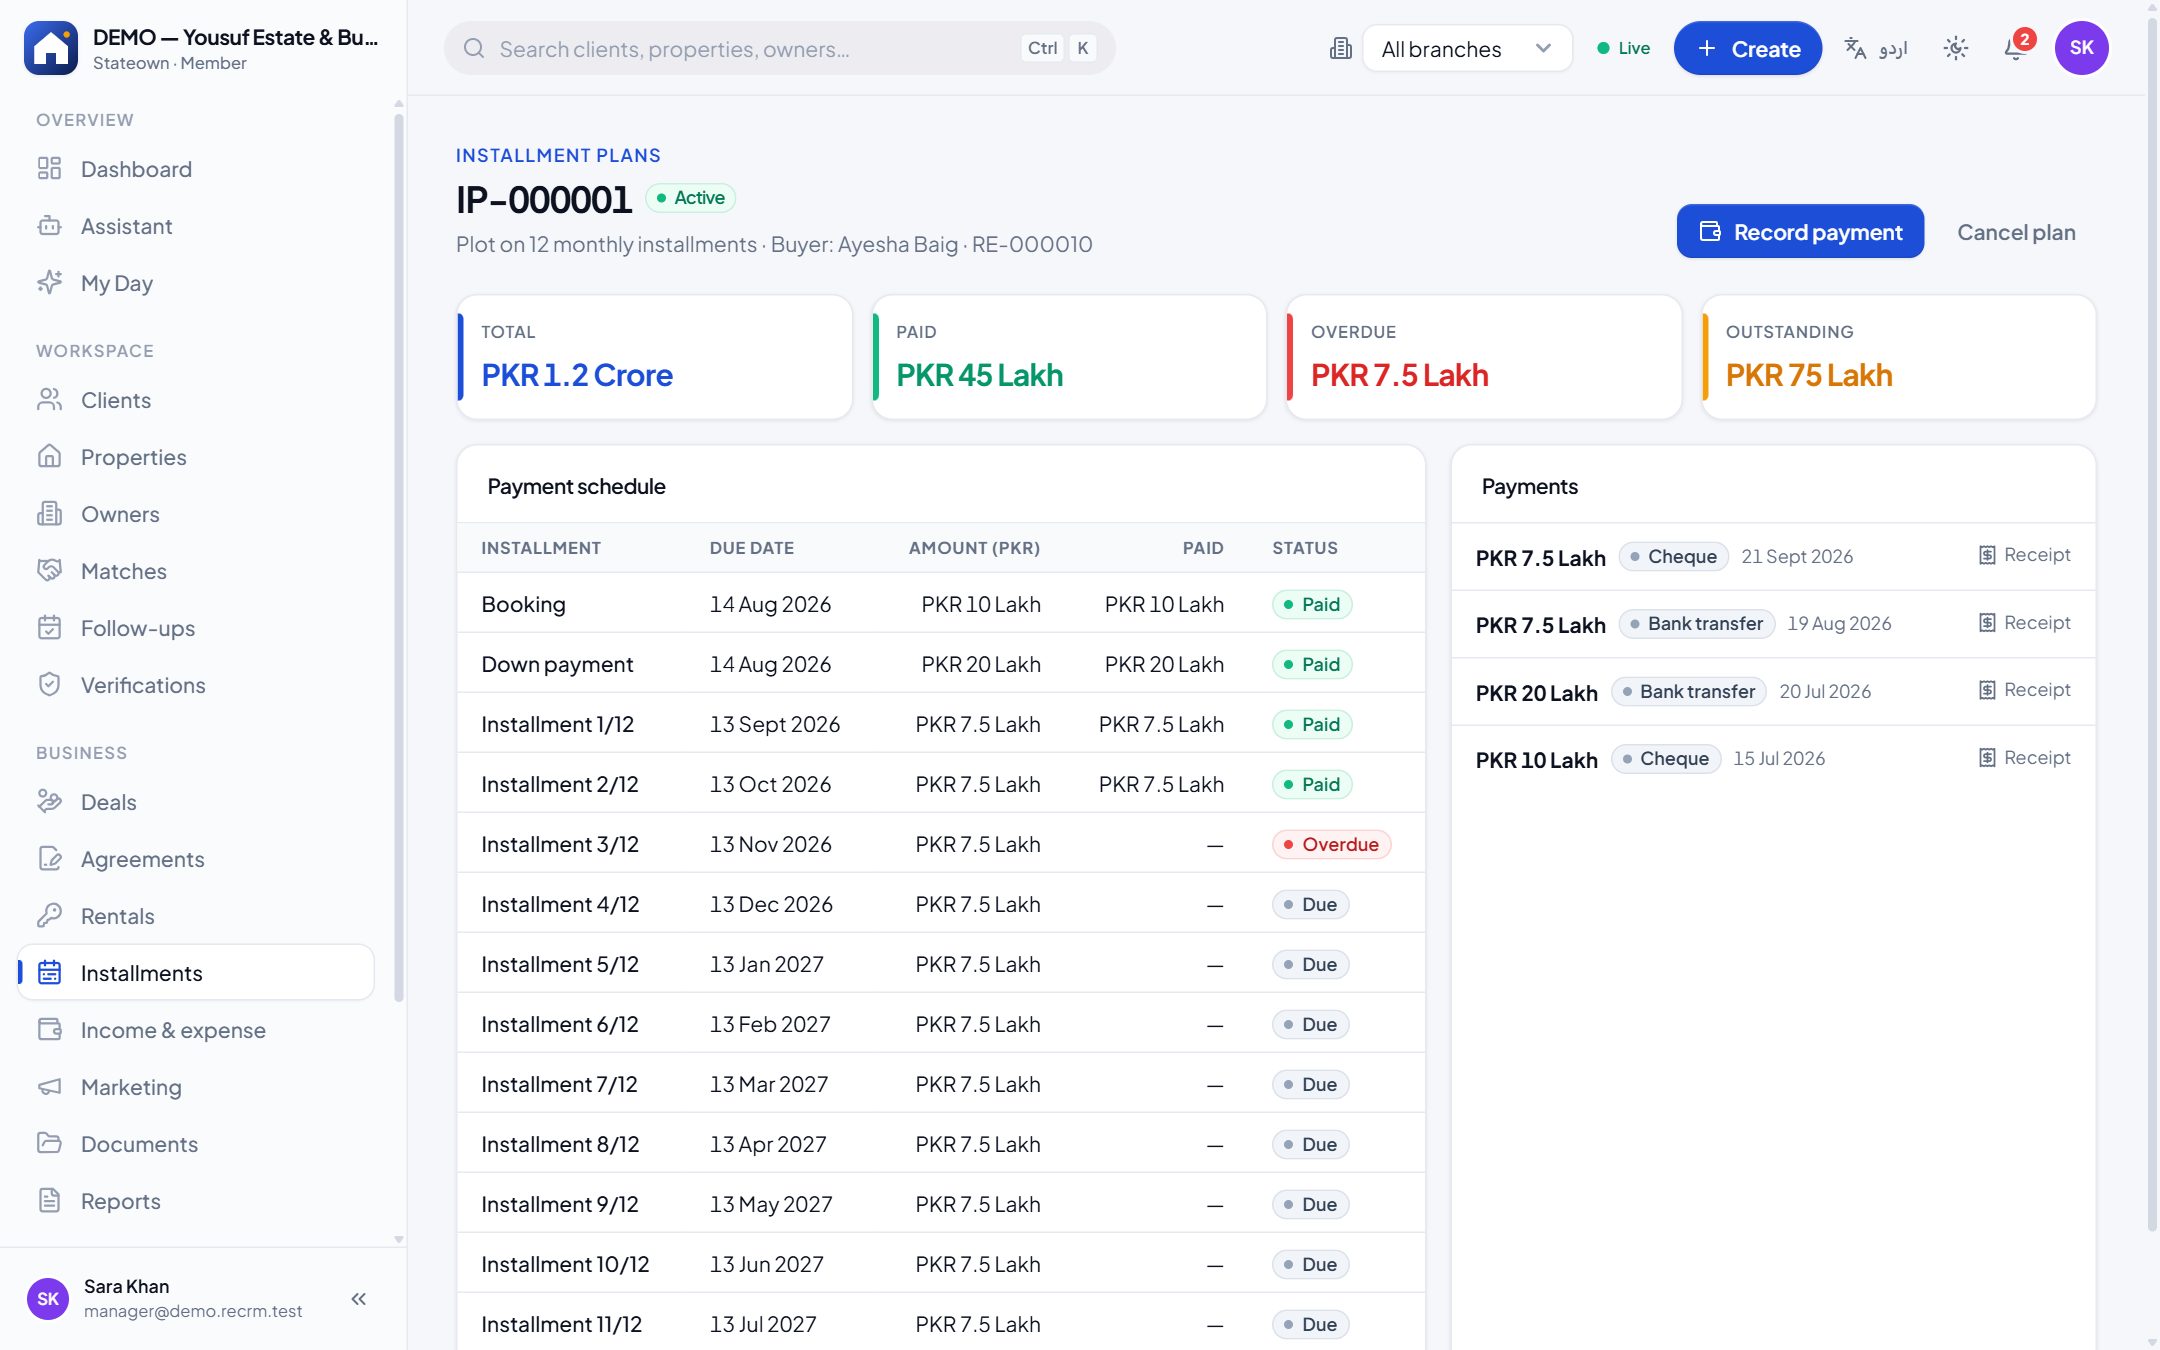 DEMO — Yousuf Estate & Bu...
Stateown · Member
OVERVIEW
Dashboard
Assistant
My Day
WORKSPACE
Clients
Properties
Owners
Matches
Follow-ups
Verifications
BUSINESS
Deals
Agreements
Rentals
Installments
Income & expense
Marketing
Documents
Reports
SK
Sara Khan
manager@demo.recrm.test
Search clients, properties, owners...
Ctrl K
All branches
Live
Create
اردو
2
SK
INSTALLMENT PLANS
IP-000001 Active
Plot on 12 monthly installments · Buyer: Ayesha Baig · RE-000010
Record payment
Cancel plan
TOTAL
PKR 1.2 Crore
PAID
PKR 45 Lakh
OVERDUE
PKR 7.5 Lakh
OUTSTANDING
PKR 75 Lakh
Payment schedule
INSTALLMENT DUE DATE AMOUNT (PKR) PAID STATUS
Booking 14 Aug 2026 PKR 10 Lakh PKR 10 Lakh Paid
Down payment 14 Aug 2026 PKR 20 Lakh PKR 20 Lakh Paid
Installment 1/12 13 Sept 2026 PKR 7.5 Lakh PKR 7.5 Lakh Paid
Installment 2/12 13 Oct 2026 PKR 7.5 Lakh PKR 7.5 Lakh Paid
Installment 3/12 13 Nov 2026 PKR 7.5 Lakh — Overdue
Installment 4/12 13 Dec 2026 PKR 7.5 Lakh — Due
Installment 5/12 13 Jan 2027 PKR 7.5 Lakh — Due
Installment 6/12 13 Feb 2027 PKR 7.5 Lakh — Due
Installment 7/12 13 Mar 2027 PKR 7.5 Lakh — Due
Installment 8/12 13 Apr 2027 PKR 7.5 Lakh — Due
Installment 9/12 13 May 2027 PKR 7.5 Lakh — Due
Installment 10/12 13 Jun 2027 PKR 7.5 Lakh — Due
Installment 11/12 13 Jul 2027 PKR 7.5 Lakh — Due
Payments
PKR 7.5 Lakh Cheque 21 Sept 2026 Receipt
PKR 7.5 Lakh Bank transfer 19 Aug 2026 Receipt
PKR 20 Lakh Bank transfer 20 Jul 2026 Receipt
PKR 10 Lakh Cheque 15 Jul 2026 Receipt